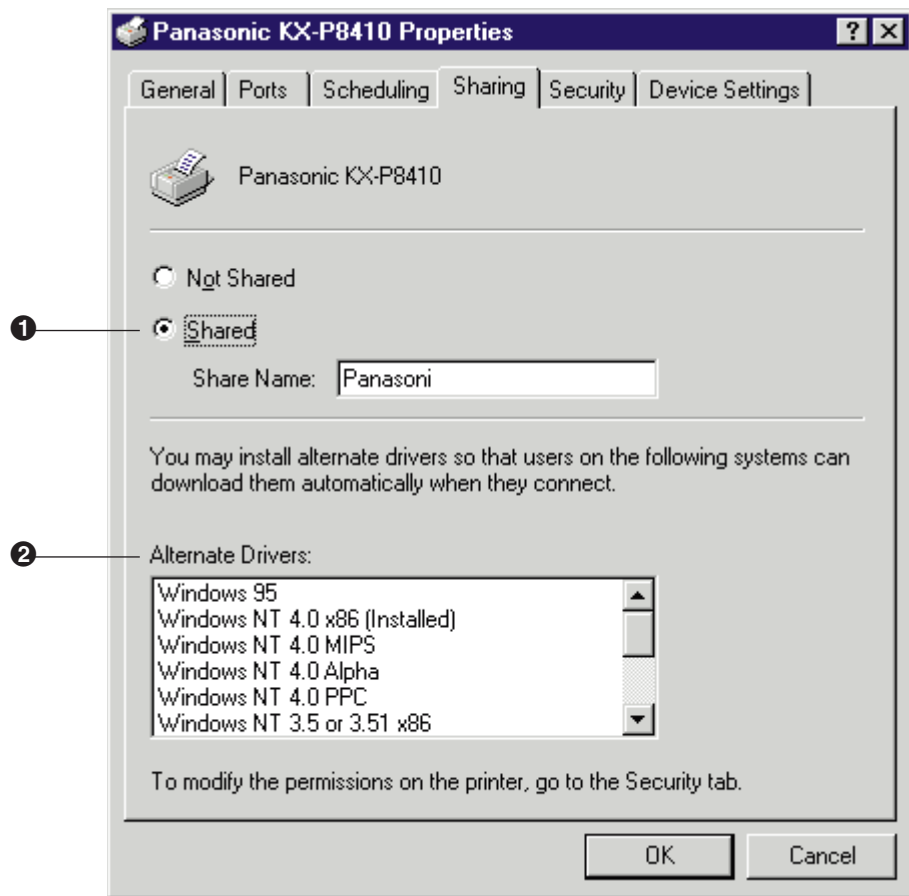 Panasonic KX-P8410 Properties
General Ports Scheduling Sharing Security Device Settings
Panasonic KX-P8410
Not Shared
❶ Shared
Share Name: Panasoni
You may install alternate drivers so that users on the following systems can
download them automatically when they connect.
❷ Alternate Drivers:
Windows 95
Windows NT 4.0 x86 (Installed)
Windows NT 4.0 MIPS
Windows NT 4.0 Alpha
Windows NT 4.0 PPC
Windows NT 3.5 or 3.51 x86
To modify the permissions on the printer, go to the Security tab.
OK Cancel